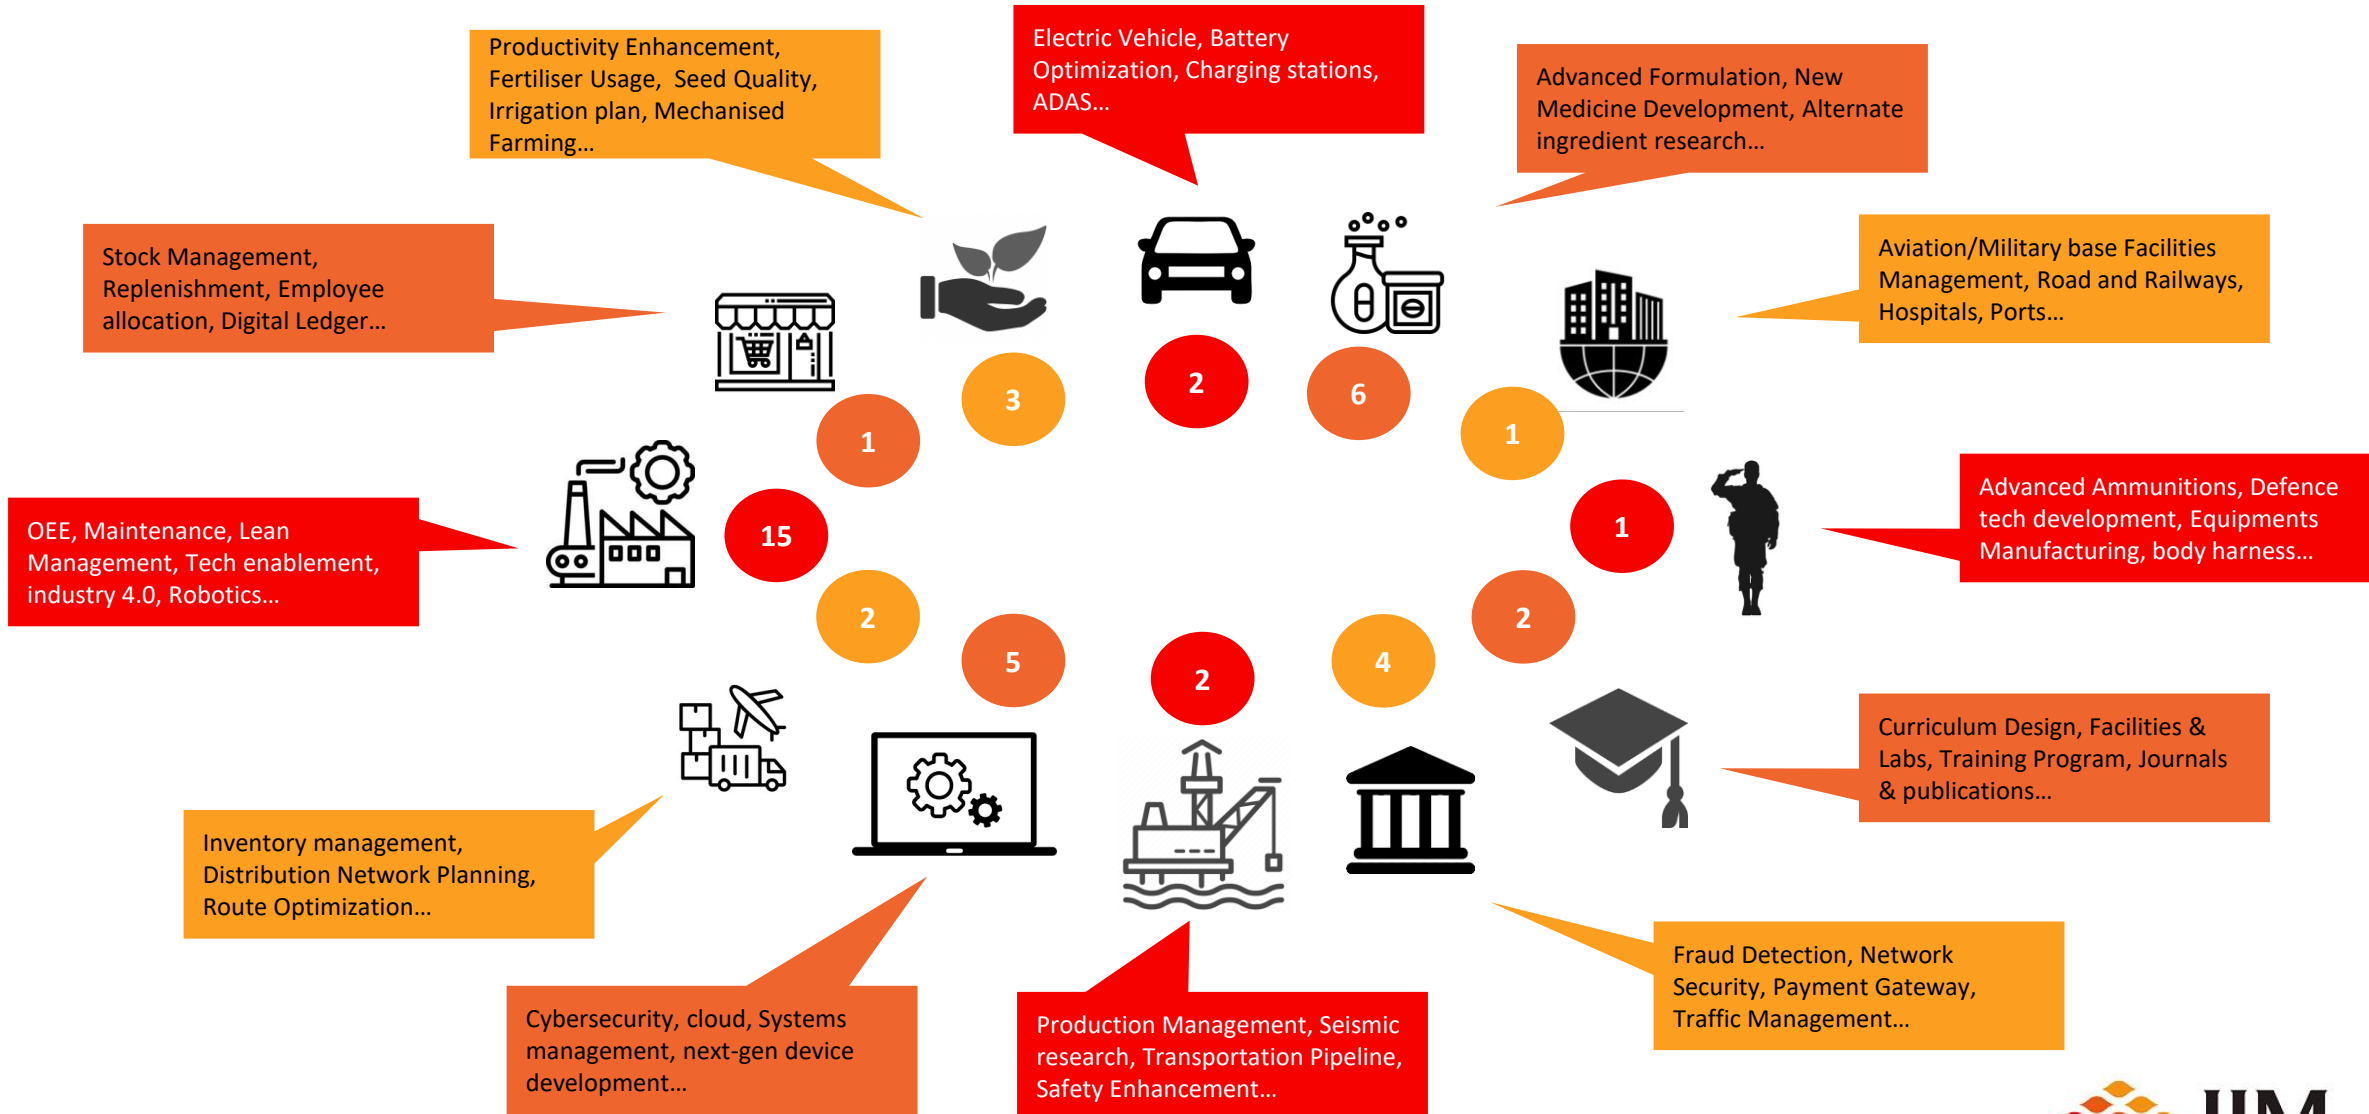 Electric Vehicle, Battery
Optimization, Charging stations,
ADAS...
Productivity Enhancement,
Fertiliser Usage,  Seed Quality,
Irrigation plan, Mechanised
Farming...
Advanced Formulation, New
Medicine Development, Alternate
ingredient research...
Stock Management,
Replenishment, Employee
allocation, Digital Ledger...
Aviation/Military base Facilities
Management, Road and Railways,
Hospitals, Ports...
3
2
6
1
1
OEE, Maintenance, Lean
Management, Tech enablement,
industry 4.0, Robotics...
15
1
Advanced Ammunitions, Defence
tech development, Equipments
Manufacturing, body harness...
2
5
2
4
2
Curriculum Design, Facilities &
Labs, Training Program, Journals
& publications...
Inventory management,
Distribution Network Planning,
Route Optimization...
Fraud Detection, Network
Security, Payment Gateway,
Traffic Management...
Cybersecurity, cloud, Systems
management, next-gen device
development...
Production Management, Seismic
research, Transportation Pipeline,
Safety Enhancement...
IIM